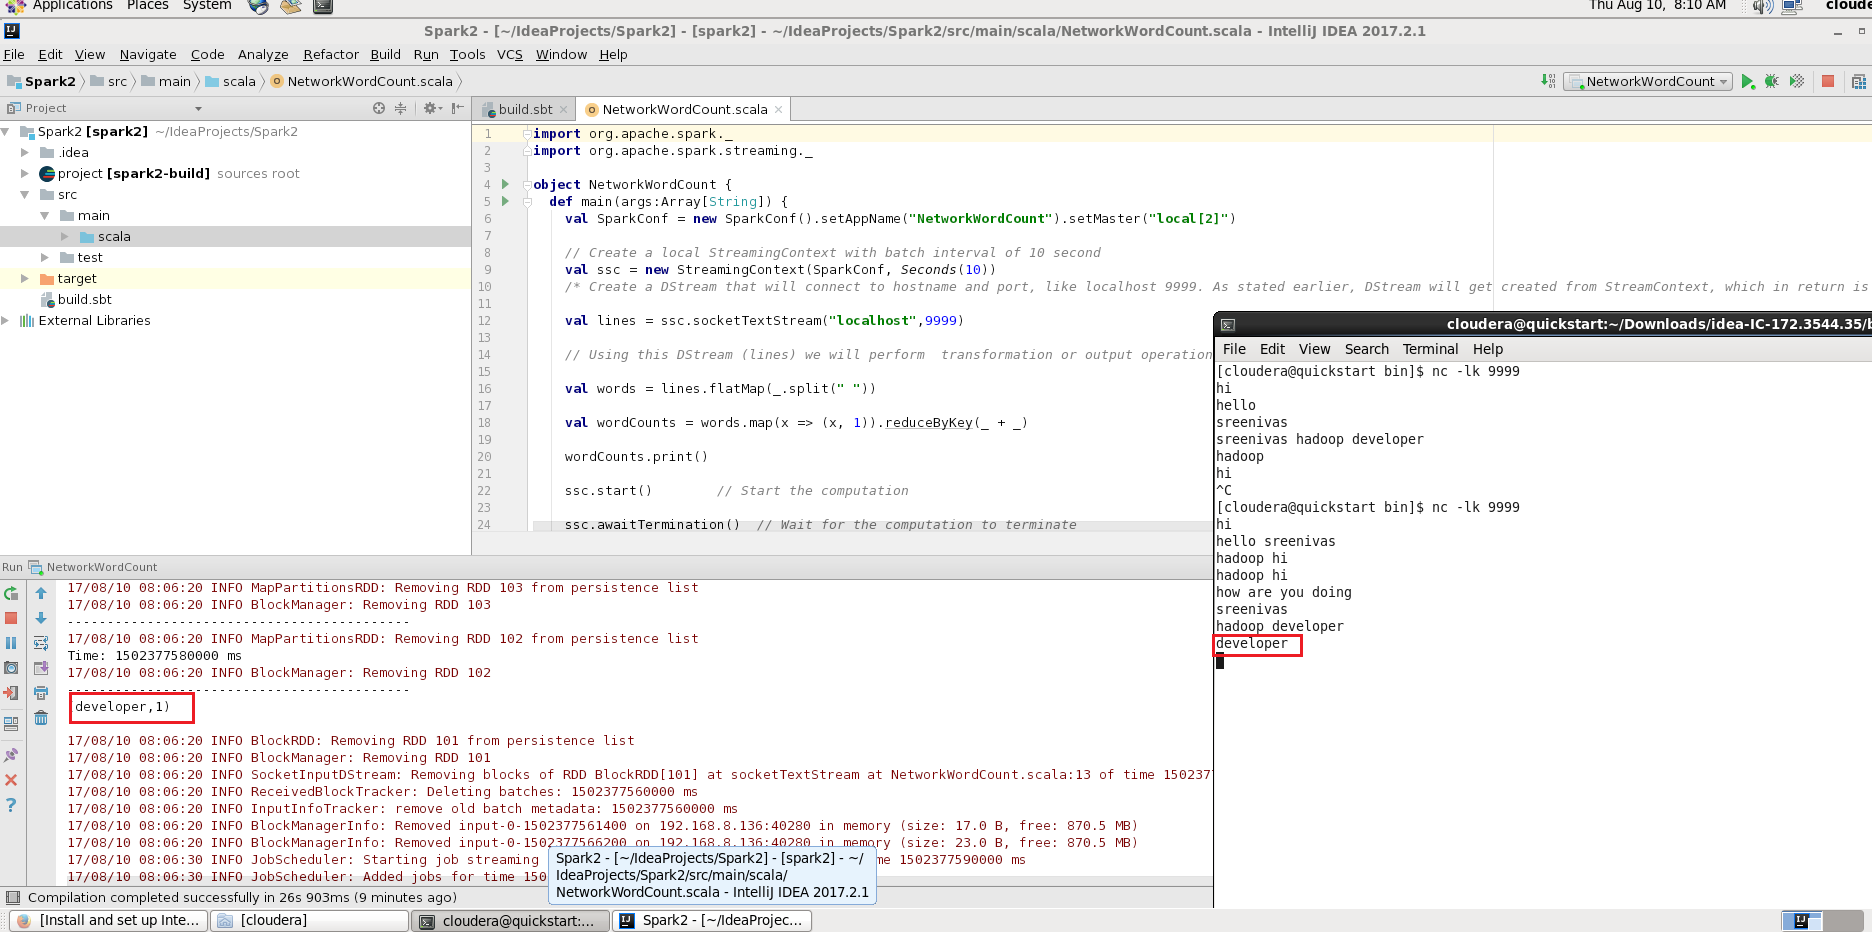 Applications Places System
Thu Aug 10, 8:10 AM
Spark2 - [~/IdeaProjects/Spark2] - [spark2] - ~/IdeaProjects/Spark2/src/main/scala/NetworkWordCount.scala - IntelliJ IDEA 2017.2.1
File Edit View Navigate Code Analyze Refactor Build Run Tools VCS Window Help
Spark2 src main scala NetworkWordCount.scala
NetworkWordCount
Project
Spark2 [spark2] ~/IdeaProjects/Spark2
.idea
project [spark2-build] sources root
src
main
scala
test
target
build.sbt
External Libraries
build.sbt NetworkWordCount.scala
1 import org.apache.spark._
2 import org.apache.spark.streaming._
3
4 object NetworkWordCount {
5 def main(args:Array[String]) {
6 val SparkConf = new SparkConf().setAppName("NetworkWordCount").setMaster("local[2]")
7
8 // Create a local StreamingContext with batch interval of 10 second
9 val ssc = new StreamingContext(SparkConf, Seconds(10))
10 /* Create a DStream that will connect to hostname and port, like localhost 9999. As stated earlier, DStream will get created from StreamContext, which in return is
11
12 val lines = ssc.socketTextStream("localhost",9999)
13
14 // Using this DStream (lines) we will perform transformation or output operation
15
16 val words = lines.flatMap(_.split(" "))
17
18 val wordCounts = words.map(x => (x, 1)).reduceByKey(_ + _)
19
20 wordCounts.print()
21
22 ssc.start() // Start the computation
23
24 ssc.awaitTermination() // Wait for the computation to terminate
cloudera@quickstart:~/Downloads/idea-IC-172.3544.35/b
File Edit View Search Terminal Help
[cloudera@quickstart bin]$ nc -lk 9999
hi
hello
sreenivas
sreenivas hadoop developer
hadoop
hi
^C
[cloudera@quickstart bin]$ nc -lk 9999
hi
hello sreenivas
hadoop hi
hadoop hi
how are you doing
sreenivas
hadoop developer
developer
Run NetworkWordCount
17/08/10 08:06:20 INFO MapPartitionsRDD: Removing RDD 103 from persistence list
17/08/10 08:06:20 INFO BlockManager: Removing RDD 103
-------------------------------------------
17/08/10 08:06:20 INFO MapPartitionsRDD: Removing RDD 102 from persistence list
Time: 1502377580000 ms
17/08/10 08:06:20 INFO BlockManager: Removing RDD 102
-------------------------------------------
developer,1)
17/08/10 08:06:20 INFO BlockRDD: Removing RDD 101 from persistence list
17/08/10 08:06:20 INFO BlockManager: Removing RDD 101
17/08/10 08:06:20 INFO SocketInputDStream: Removing blocks of RDD BlockRDD[101] at socketTextStream at NetworkWordCount.scala:13 of time 150237
17/08/10 08:06:20 INFO ReceivedBlockTracker: Deleting batches: 1502377560000 ms
17/08/10 08:06:20 INFO InputInfoTracker: remove old batch metadata: 1502377560000 ms
17/08/10 08:06:20 INFO BlockManagerInfo: Removed input-0-1502377561400 on 192.168.8.136:40280 in memory (size: 17.0 B, free: 870.5 MB)
17/08/10 08:06:20 INFO BlockManagerInfo: Removed input-0-1502377566200 on 192.168.8.136:40280 in memory (size: 23.0 B, free: 870.5 MB)
17/08/10 08:06:30 INFO JobScheduler: Starting job streaming me 1502377590000 ms
17/08/10 08:06:30 INFO JobScheduler: Added jobs for time 150
Spark2 - [~/IdeaProjects/Spark2] - [spark2] - ~/
IdeaProjects/Spark2/src/main/scala/
NetworkWordCount.scala - IntelliJ IDEA 2017.2.1
Compilation completed successfully in 26s 903ms (9 minutes ago)
[Install and set up Inte... [cloudera] cloudera@quickstart:... Spark2 - [~/IdeaProjec...